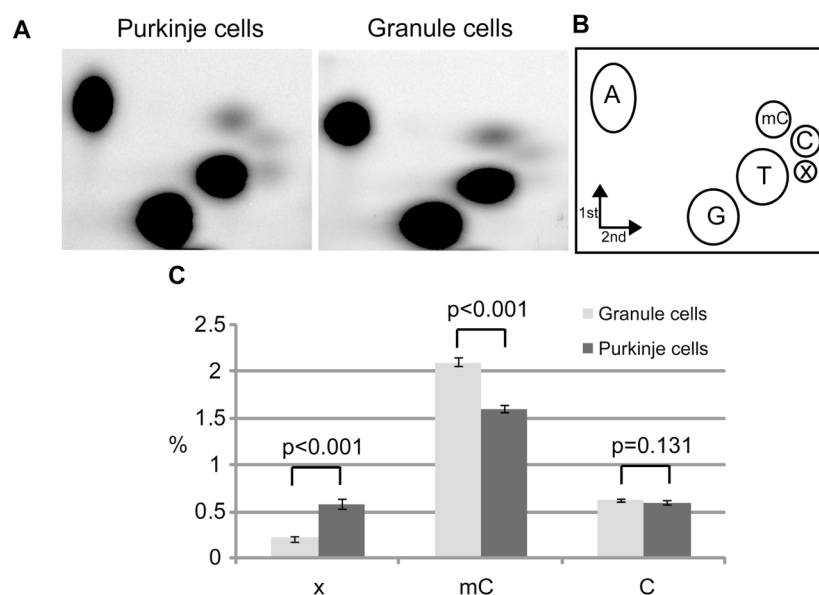 A
Purkinje cells
Granule cells
B
A
mC
C
x
T
G
1st
2nd
C
p<0.001
Granule cells
Purkinje cells
2.5
2
1.5
%
1
0.5
0
p<0.001
p=0.131
x
mC
C